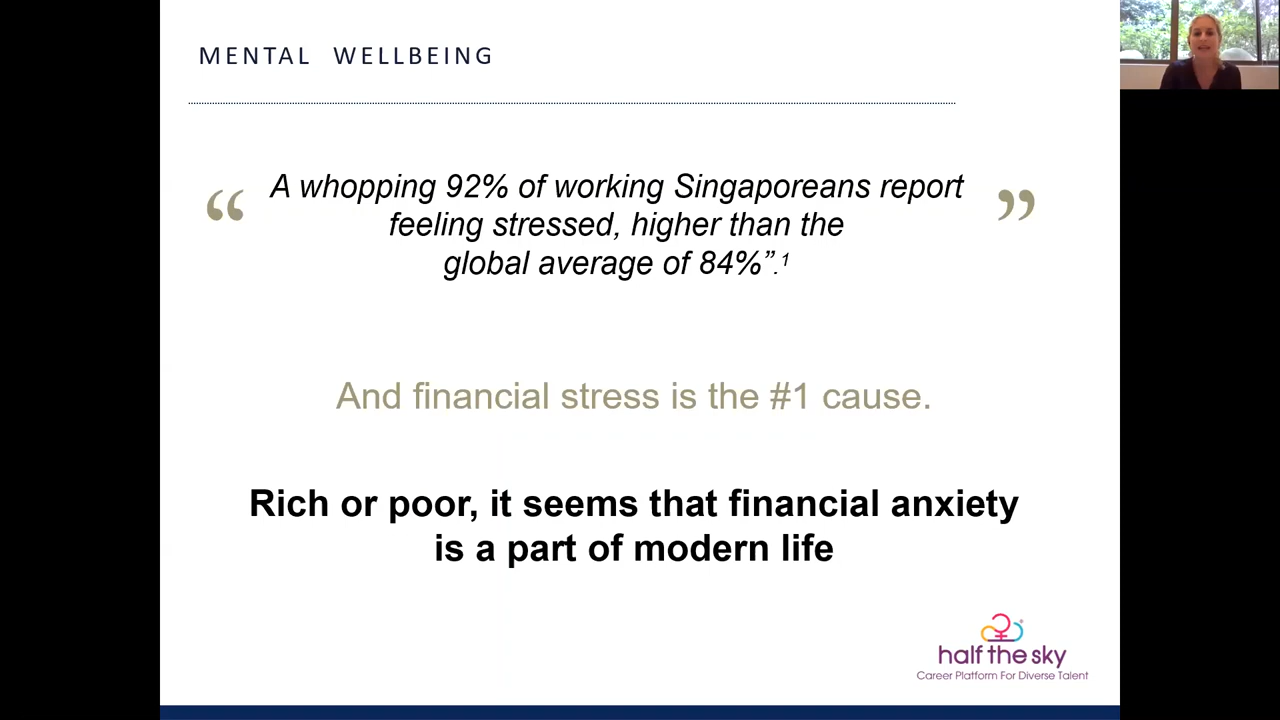 MENTAL WELLBEING
“ A whopping 92% of working Singaporeans report ”
feeling stressed, higher than the
global average of 84%”.¹
And financial stress is the #1 cause.
Rich or poor, it seems that financial anxiety
is a part of modern life
half the sky
Career Platform For Diverse Talent